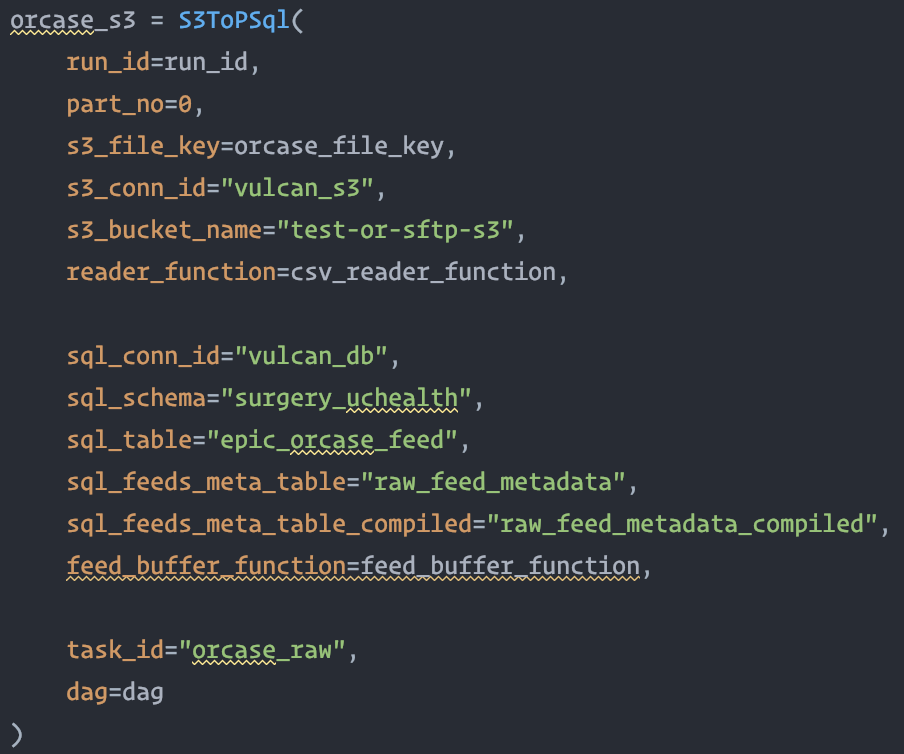 orcase_s3 = S3ToPSql(
    run_id=run_id,
    part_no=0,
    s3_file_key=orcase_file_key,
    s3_conn_id="vulcan_s3",
    s3_bucket_name="test-or-sftp-s3",
    reader_function=csv_reader_function,

    sql_conn_id="vulcan_db",
    sql_schema="surgery_uchealth",
    sql_table="epic_orcase_feed",
    sql_feeds_meta_table="raw_feed_metadata",
    sql_feeds_meta_table_compiled="raw_feed_metadata_compiled",
    feed_buffer_function=feed_buffer_function,

    task_id="orcase_raw",
    dag=dag
)